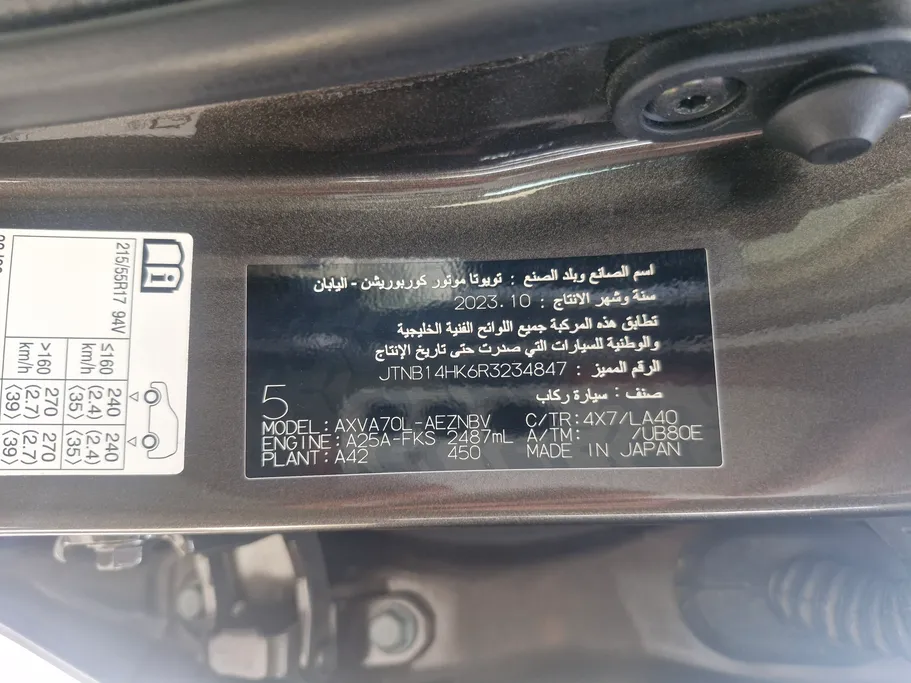 اسم الصانع وبلد الصنع : تويوتا موتور كوربوريشن - اليابان
سنة وشهر الانتاج : 2023.10
تطابق هذه المركبة جميع اللوائح الفنية الخليجية
والوطنية للسيارات التي صدرت حتى تاريخ الإنتاج
الرقم المميز : JTNB14HK6R3234847
صنف : سيارة ركاب
5
MODEL:AXVA70L-AEZNBV C/TR:4X7/LA40
ENGINE:A25A-FKS 2487mL A/TM: /UB80E
PLANT:A42 450 MADE IN JAPAN
i
215/55R17 94V
≤160 km/h
240 (2.4) ⟨35⟩
240 (2.4) ⟨35⟩
>160 km/h
270 (2.7) ⟨39⟩
270 (2.7) ⟨39⟩